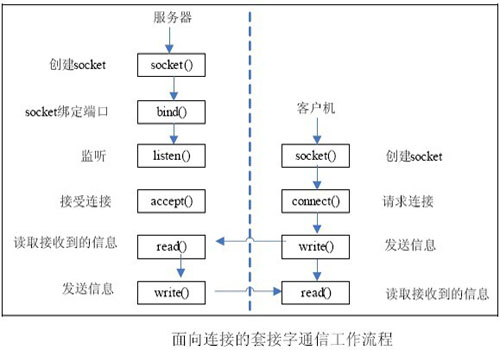 服务器
创建socket
socket()
socket绑定端口
bind()
客户机
监听
listen()
socket()
创建socket
接受连接
accept()
connect()
请求连接
读取接收到的信息
read()
write()
发送信息
发送信息
write()
read()
读取接收到的信息
面向连接的套接字通信工作流程